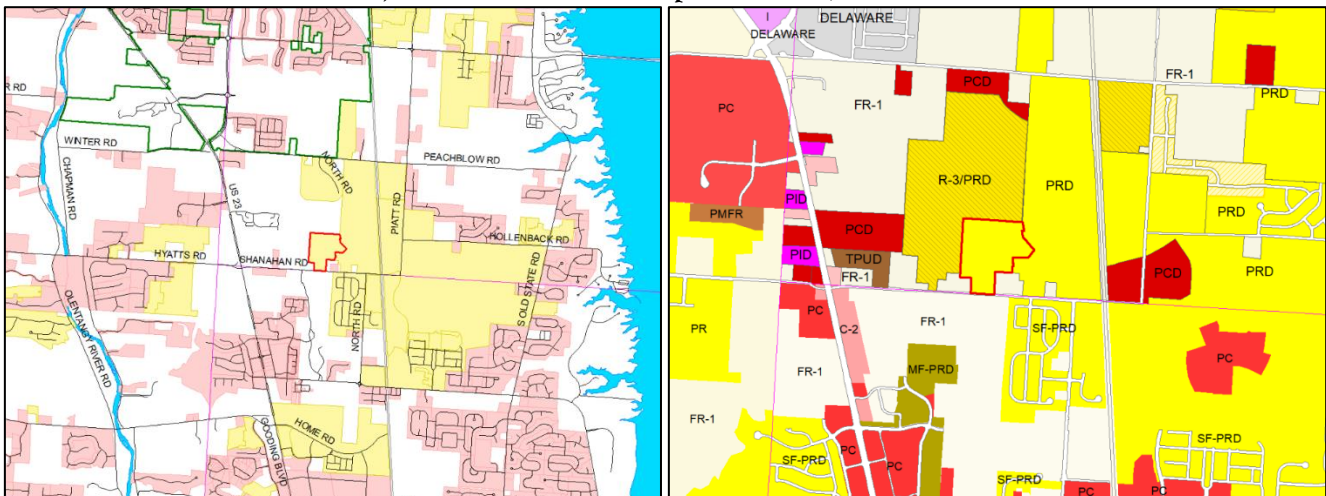 R RD
WINTER RD
CHAPMAN RD
US 23
NORTH RD
PEACHBLOW RD
PIATT RD
HOLLENBACK RD
HYATTS RD
SHANAHAN RD
OLENTANGY RIVER RD
NORTH RD
S OLD STATE RD
HOME RD
GOODING BLVD
I
DELAWARE
DELAWARE
PC
FR-1
PCD
FR-1
PRD
R-3/PRD
PRD
PID
PMFR
PCD
PRD
PID
TPUD
FR-1
PCD
PRD
PC
C-2
FR-1
SF-PRD
PR
PC
FR-1
MF-PRD
FR-1
SF-PRD
PC
PC
SF-PRD
SF-PRD
PC
PC